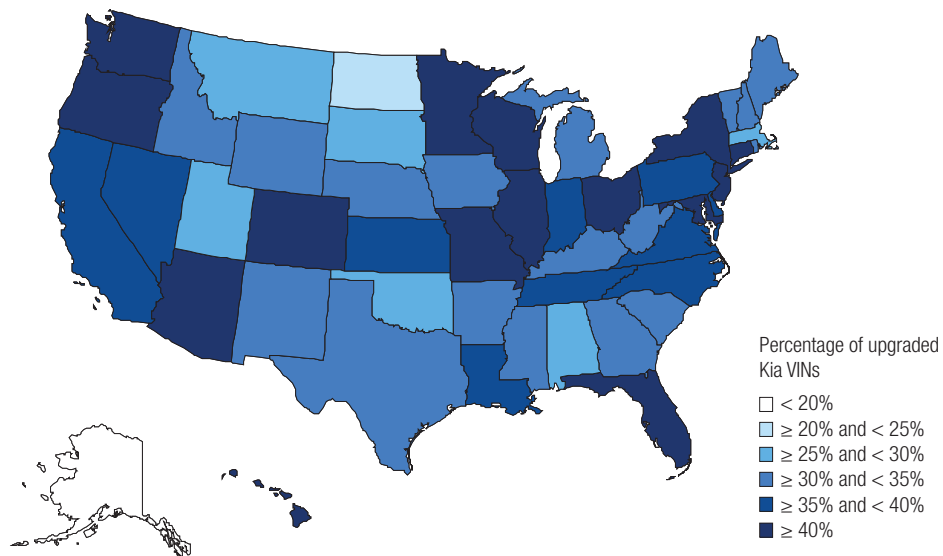 Percentage of upgraded
Kia VINs
< 20%
≥ 20% and < 25%
≥ 25% and < 30%
≥ 30% and < 35%
≥ 35% and < 40%
≥ 40%